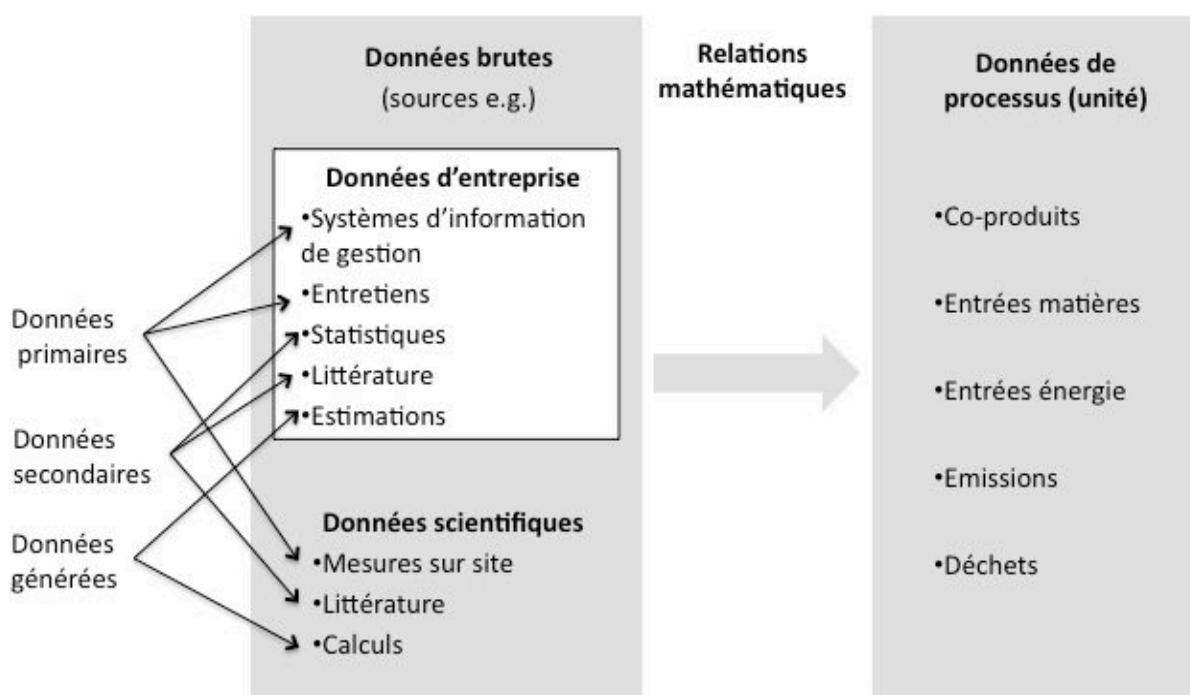 Données brutes
(sources e.g.)
Données d’entreprise
•Systèmes d’information
de gestion
•Entretiens
•Statistiques
•Littérature
•Estimations
Données scientifiques
•Mesures sur site
•Littérature
•Calculs
Données
primaires
Données
secondaires
Données
générées
Relations
mathématiques
Données de
processus (unité)
•Co-produits
•Entrées matières
•Entrées énergie
•Emissions
•Déchets